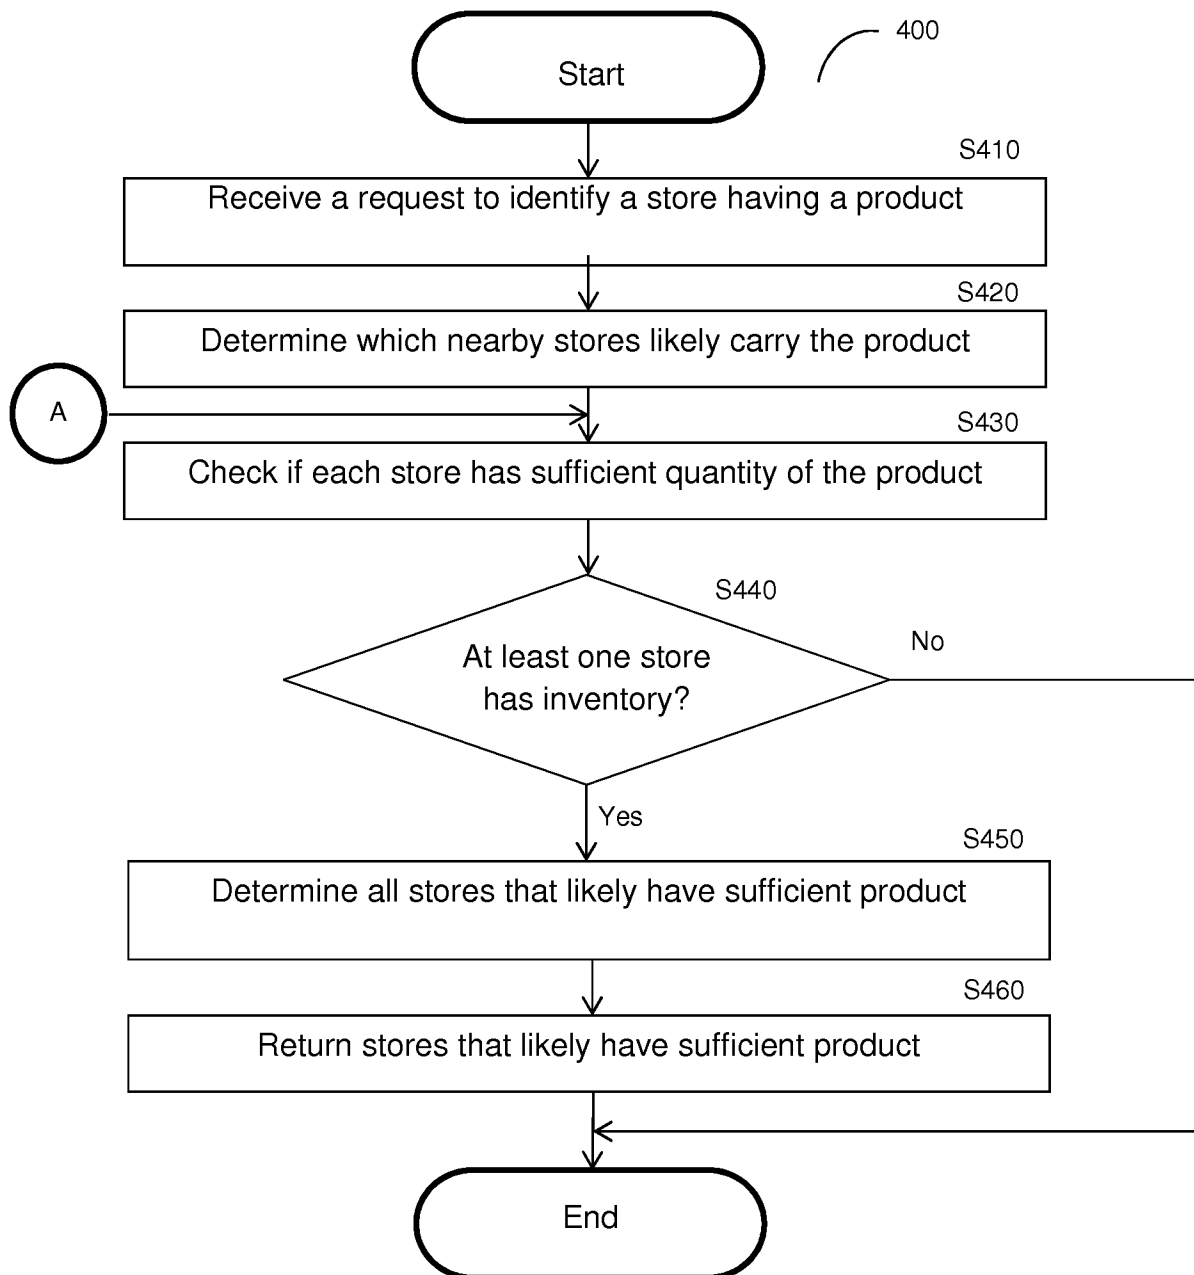 400
Start
S410
Receive a request to identify a store having a product
S420
Determine which nearby stores likely carry the product
A
S430
Check if each store has sufficient quantity of the product
S440
At least one store
has inventory?
No
Yes
S450
Determine all stores that likely have sufficient product
S460
Return stores that likely have sufficient product
End